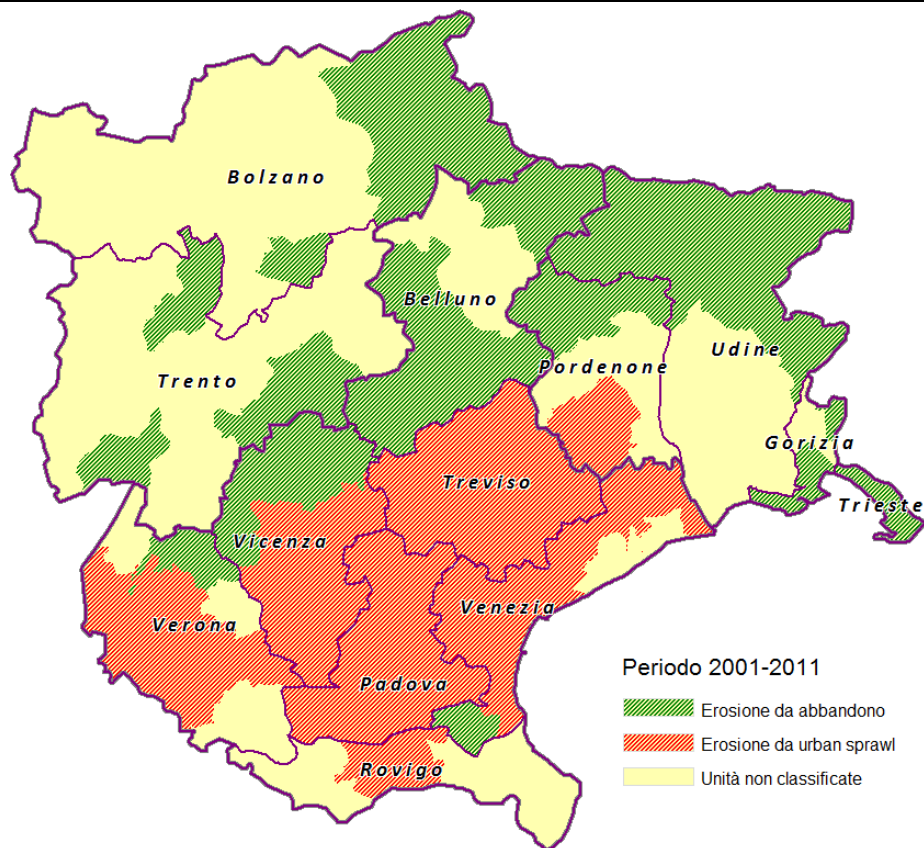 Bolzano
Belluno
Udine
Pordenone
Trento
Gorizia
Treviso
Trieste
Vicenza
Venezia
Verona
Padova
Rovigo
Periodo 2001-2011
Erosione da abbandono
Erosione da urban sprawl
Unità non classificate